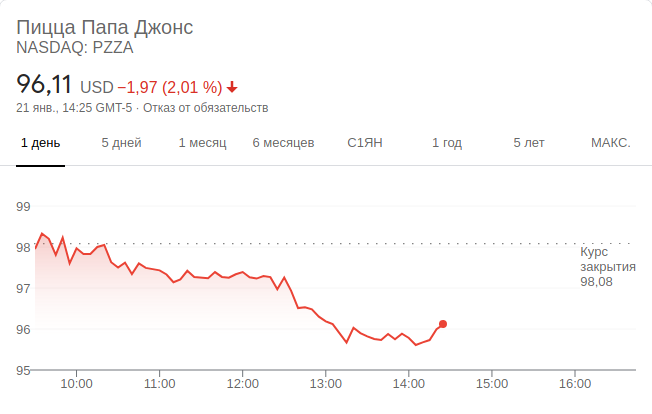 Пицца Папа Джонс
NASDAQ: PZZA
96,11 USD −1,97 (2,01 %)
21 янв., 14:25 GMT-5 · Отказ от обязательств
1 день 5 дней 1 месяц 6 месяцев С1ЯН 1 год 5 лет МАКС.
99
98
97
96
95
Курс
закрытия
98,08
10:00 11:00 12:00 13:00 14:00 15:00 16:00